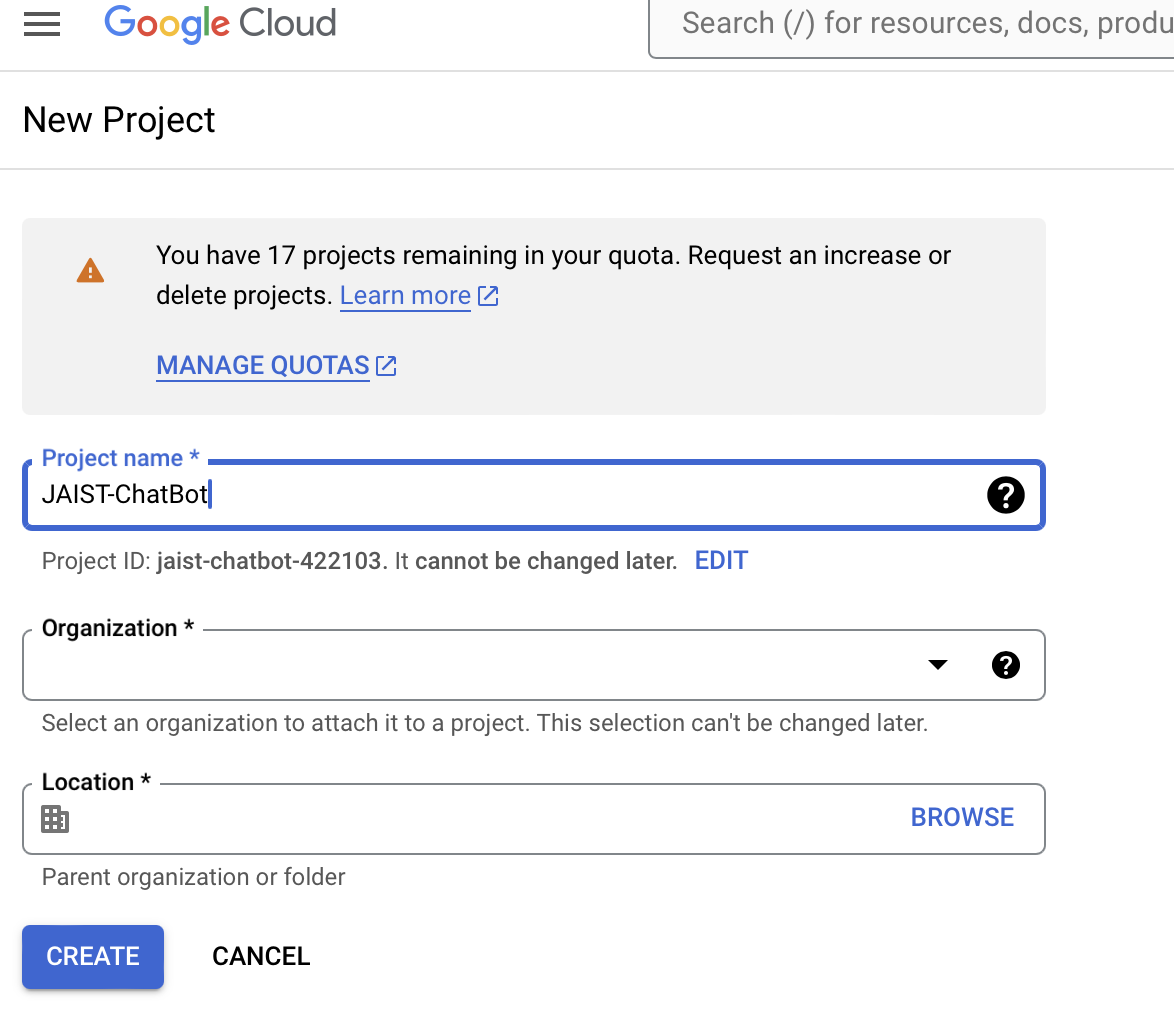 Google Cloud
Search (/) for resources, docs, produ
New Project
You have 17 projects remaining in your quota. Request an increase or
delete projects. Learn more
MANAGE QUOTAS
Project name *
JAIST-ChatBot
Project ID: jaist-chatbot-422103. It cannot be changed later. EDIT
Organization *
Select an organization to attach it to a project. This selection can't be changed later.
Location *
BROWSE
Parent organization or folder
CREATE CANCEL